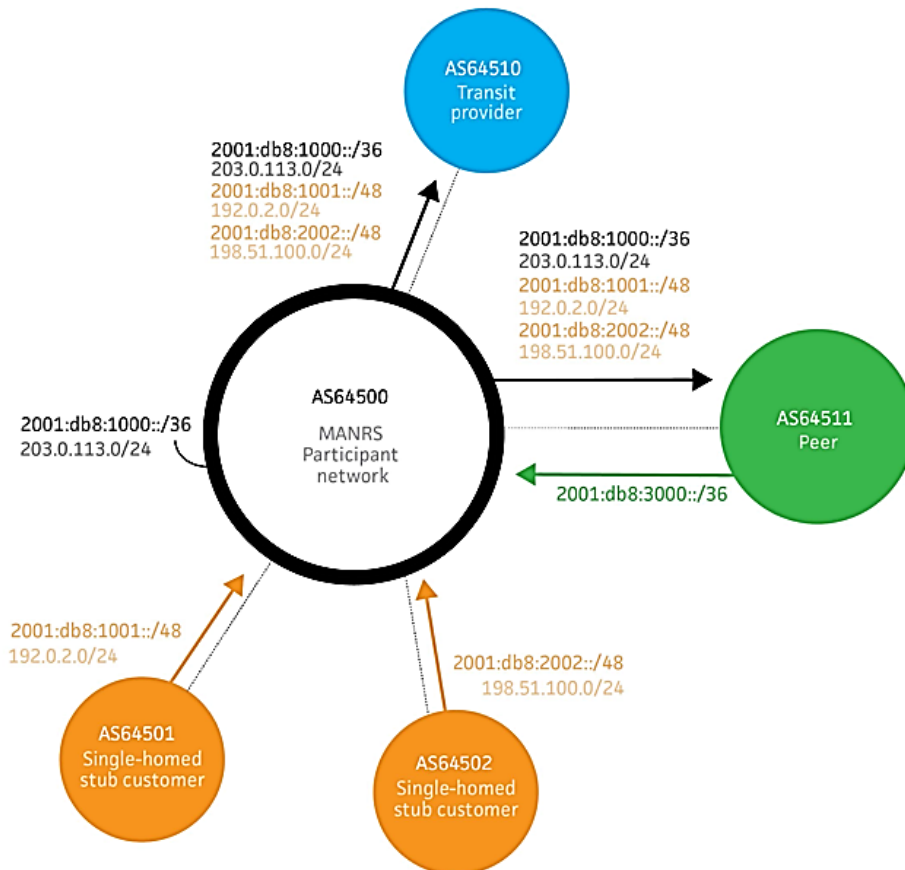 AS64510
Transit
provider
2001:db8:1000::/36
203.0.113.0/24
2001:db8:1001::/48
192.0.2.0/24
2001:db8:2002::/48
198.51.100.0/24
2001:db8:1000::/36
203.0.113.0/24
2001:db8:1001::/48
192.0.2.0/24
2001:db8:2002::/48
198.51.100.0/24
AS64500
MANRS
Participant
network
AS64511
Peer
2001:db8:1000::/36
203.0.113.0/24
2001:db8:3000::/36
2001:db8:1001::/48
192.0.2.0/24
2001:db8:2002::/48
198.51.100.0/24
AS64501
Single-homed
stub customer
AS64502
Single-homed
stub customer